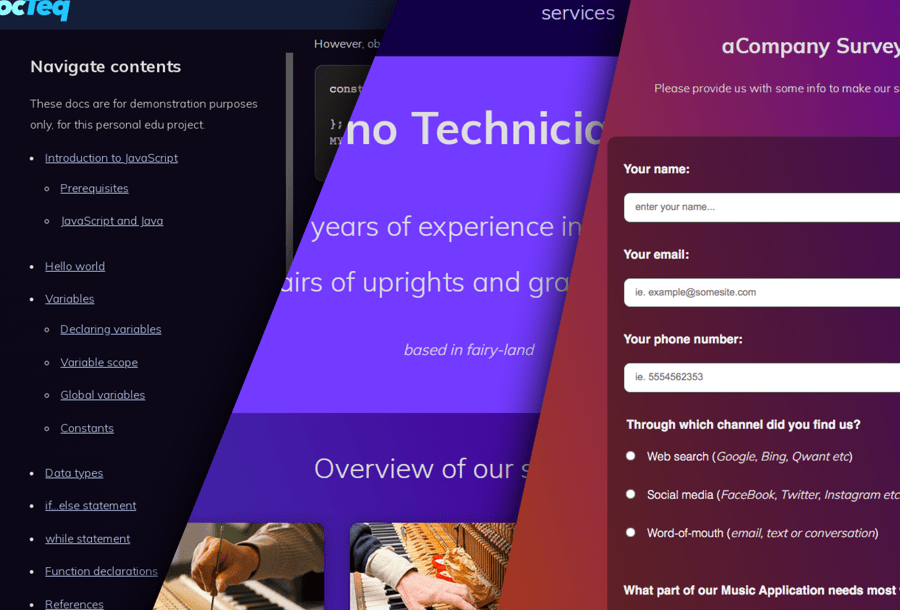 ocTeq
Navigate contents
These docs are for demonstration purposes
only, for this personal edu project.
Introduction to JavaScript
Prerequisites
JavaScript and Java
Hello world
Variables
Declaring variables
Variable scope
Global variables
Constants
Data types
if...else statement
while statement
Function declarations
References
However, ob
const
};
MY
services
no Technicia
years of experience in
airs of uprights and gra
based in fairy-land
Overview of our s
aCompany Survey
Please provide us with some info to make our s
Your name:
enter your name...
Your email:
ie. example@somesite.com
Your phone number:
ie. 5554562353
Through which channel did you find us?
Web search (Google, Bing, Qwant etc)
Social media (FaceBook, Twitter, Instagram etc
Word-of-mouth (email, text or conversation)
What part of our Music Application needs most